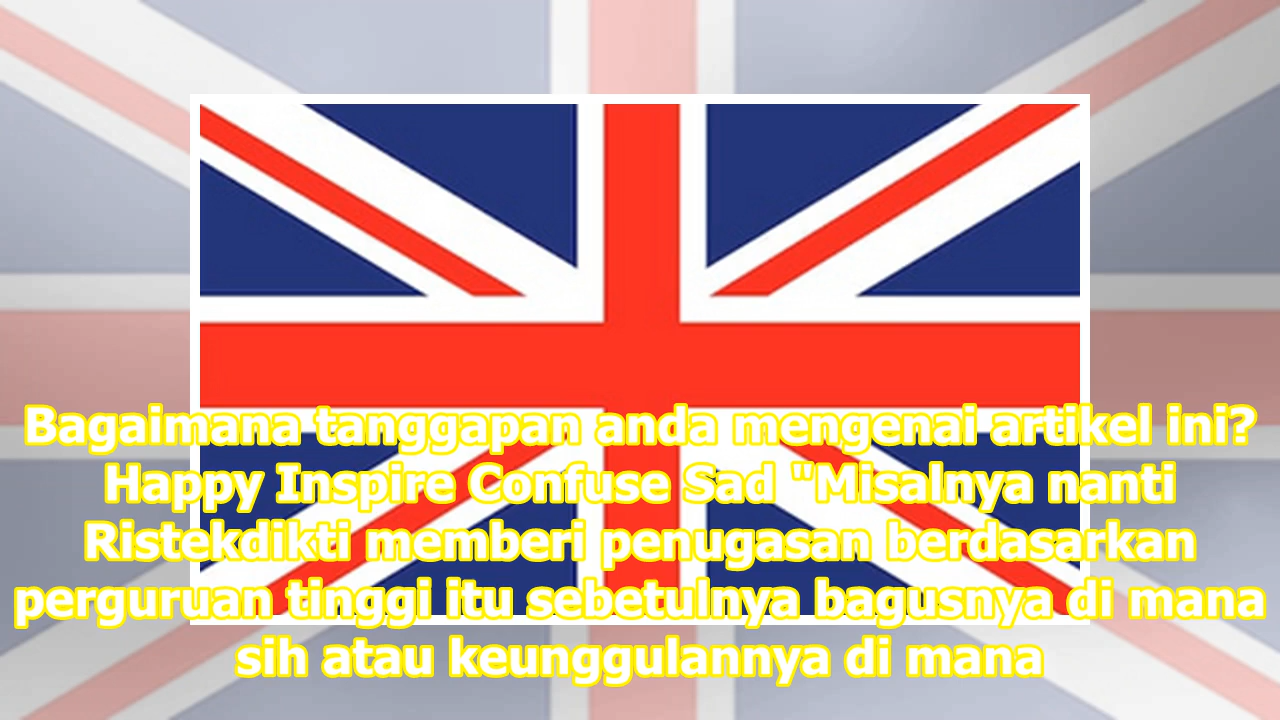 Bagaimana tanggapan anda mengenai artikel ini?
Happy Inspire Confuse Sad "Misalnya nanti
Ristekdikti memberi penugasan berdasarkan
perguruan tinggi itu sebetulnya bagusnya di mana
sih atau keunggulannya di mana